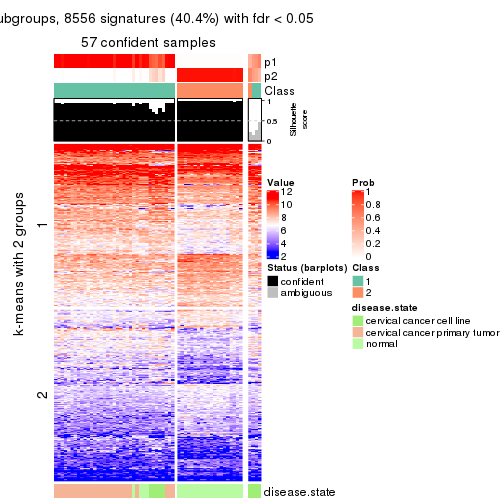 ubgroups, 8556 signatures (40.4%) with fdr < 0.05
57 confident samples
p1
p2
Class
1
0.5
0
Silhouette
score
k-means with 2 groups
1
2
Value
12
10
8
6
4
2
Prob
1
0.8
0.6
0.4
0.2
0
Status (barplots)
confident
ambiguous
Class
1
2
disease.state
cervical cancer cell line
cervical cancer primary tumor
normal
disease.state